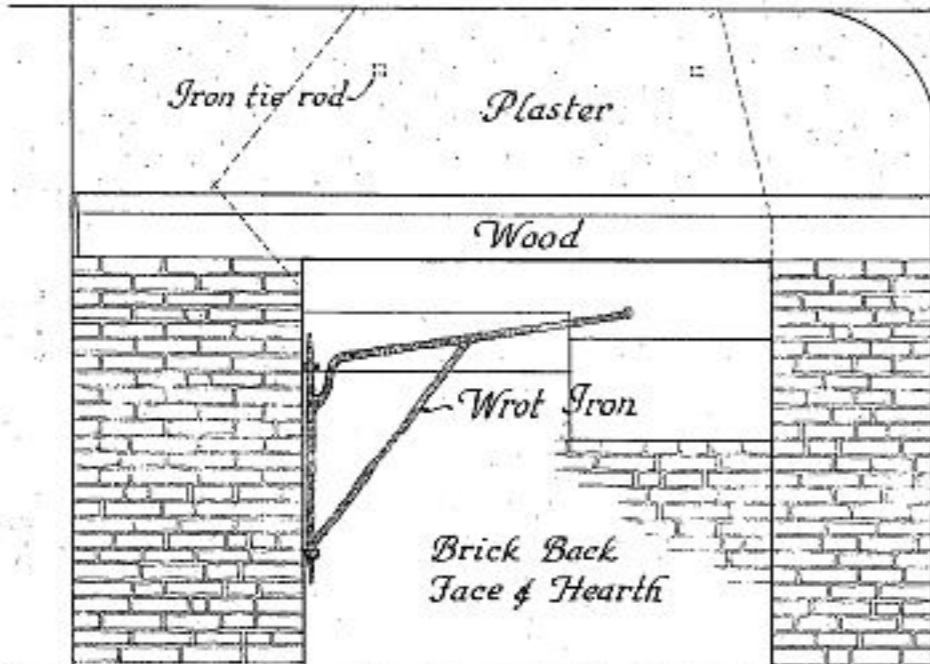 Iron tie rod
Plaster
Wood
Wrot Iron
Brick Back
Face & Hearth